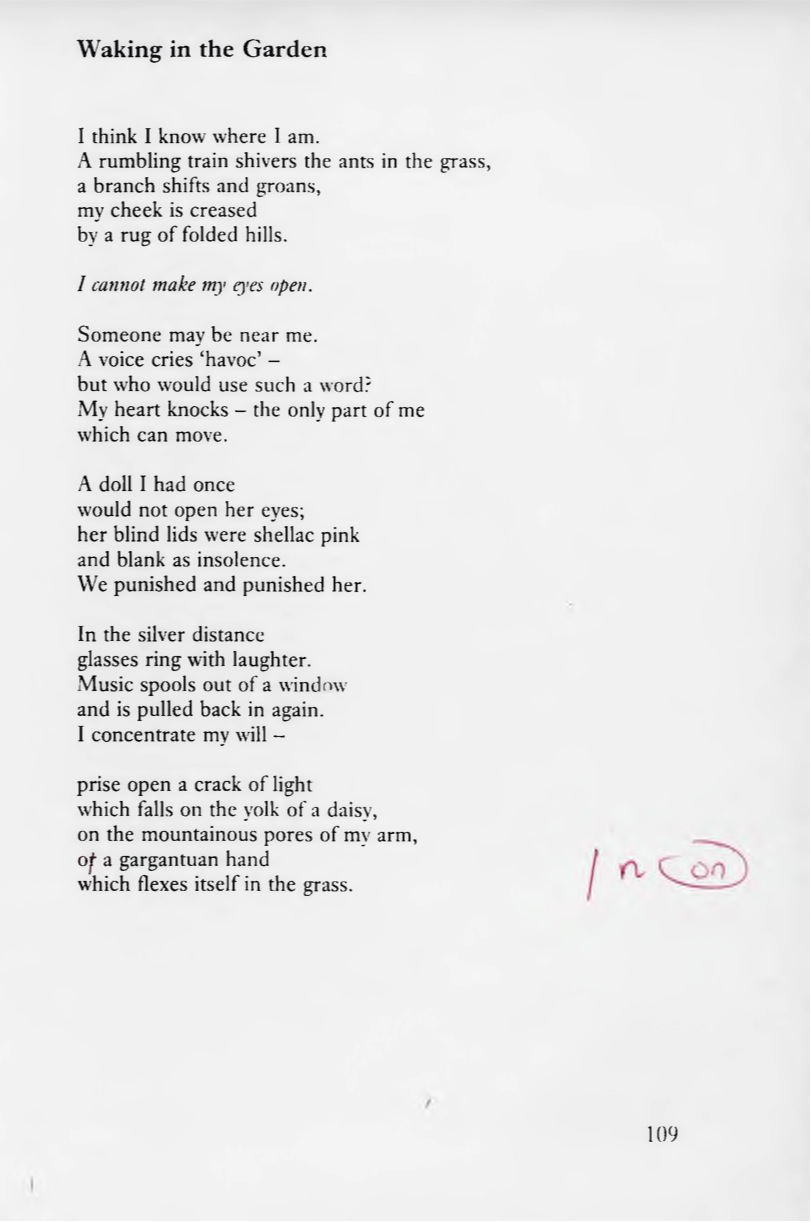 Waking in the Garden
I think I know where I am.
A rumbling train shivers the ants in the grass,
a branch shifts and groans,
my cheek is creased
by a rug of folded hills.
I cannot make my eyes open.
Someone may be near me.
A voice cries ‘havoc’ –
but who would use such a word?
My heart knocks – the only part of me
which can move.
A doll I had once
would not open her eyes;
her blind lids were shellac pink
and blank as insolence.
We punished and punished her.
In the silver distance
glasses ring with laughter.
Music spools out of a window
and is pulled back in again.
I concentrate my will –
prise open a crack of light
which falls on the yolk of a daisy,
on the mountainous pores of my arm,
of a gargantuan hand
/ n on
which flexes itself in the grass.
109